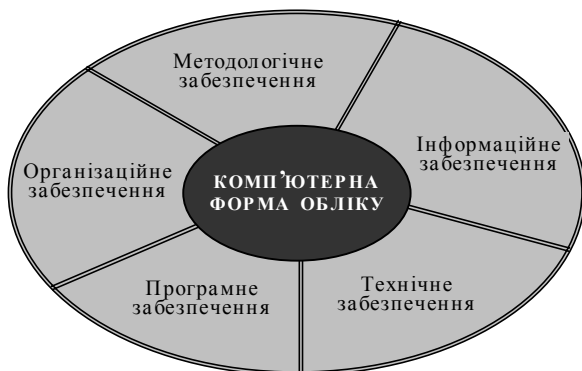 Методологічне
забезпечення
Інформаційне
забезпечення
Організаційне
забезпечення
КОМП’ЮТЕРНА
ФОРМА ОБЛІКУ
Програмне
забезпечення
Технічне
забезпечення